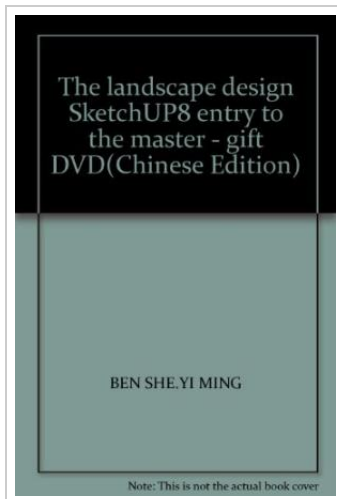 The landscape design
SketchUP8 entry to
the master - gift
DVD(Chinese Edition)
BEN SHE.YI MING
Note: This is not the actual book cover